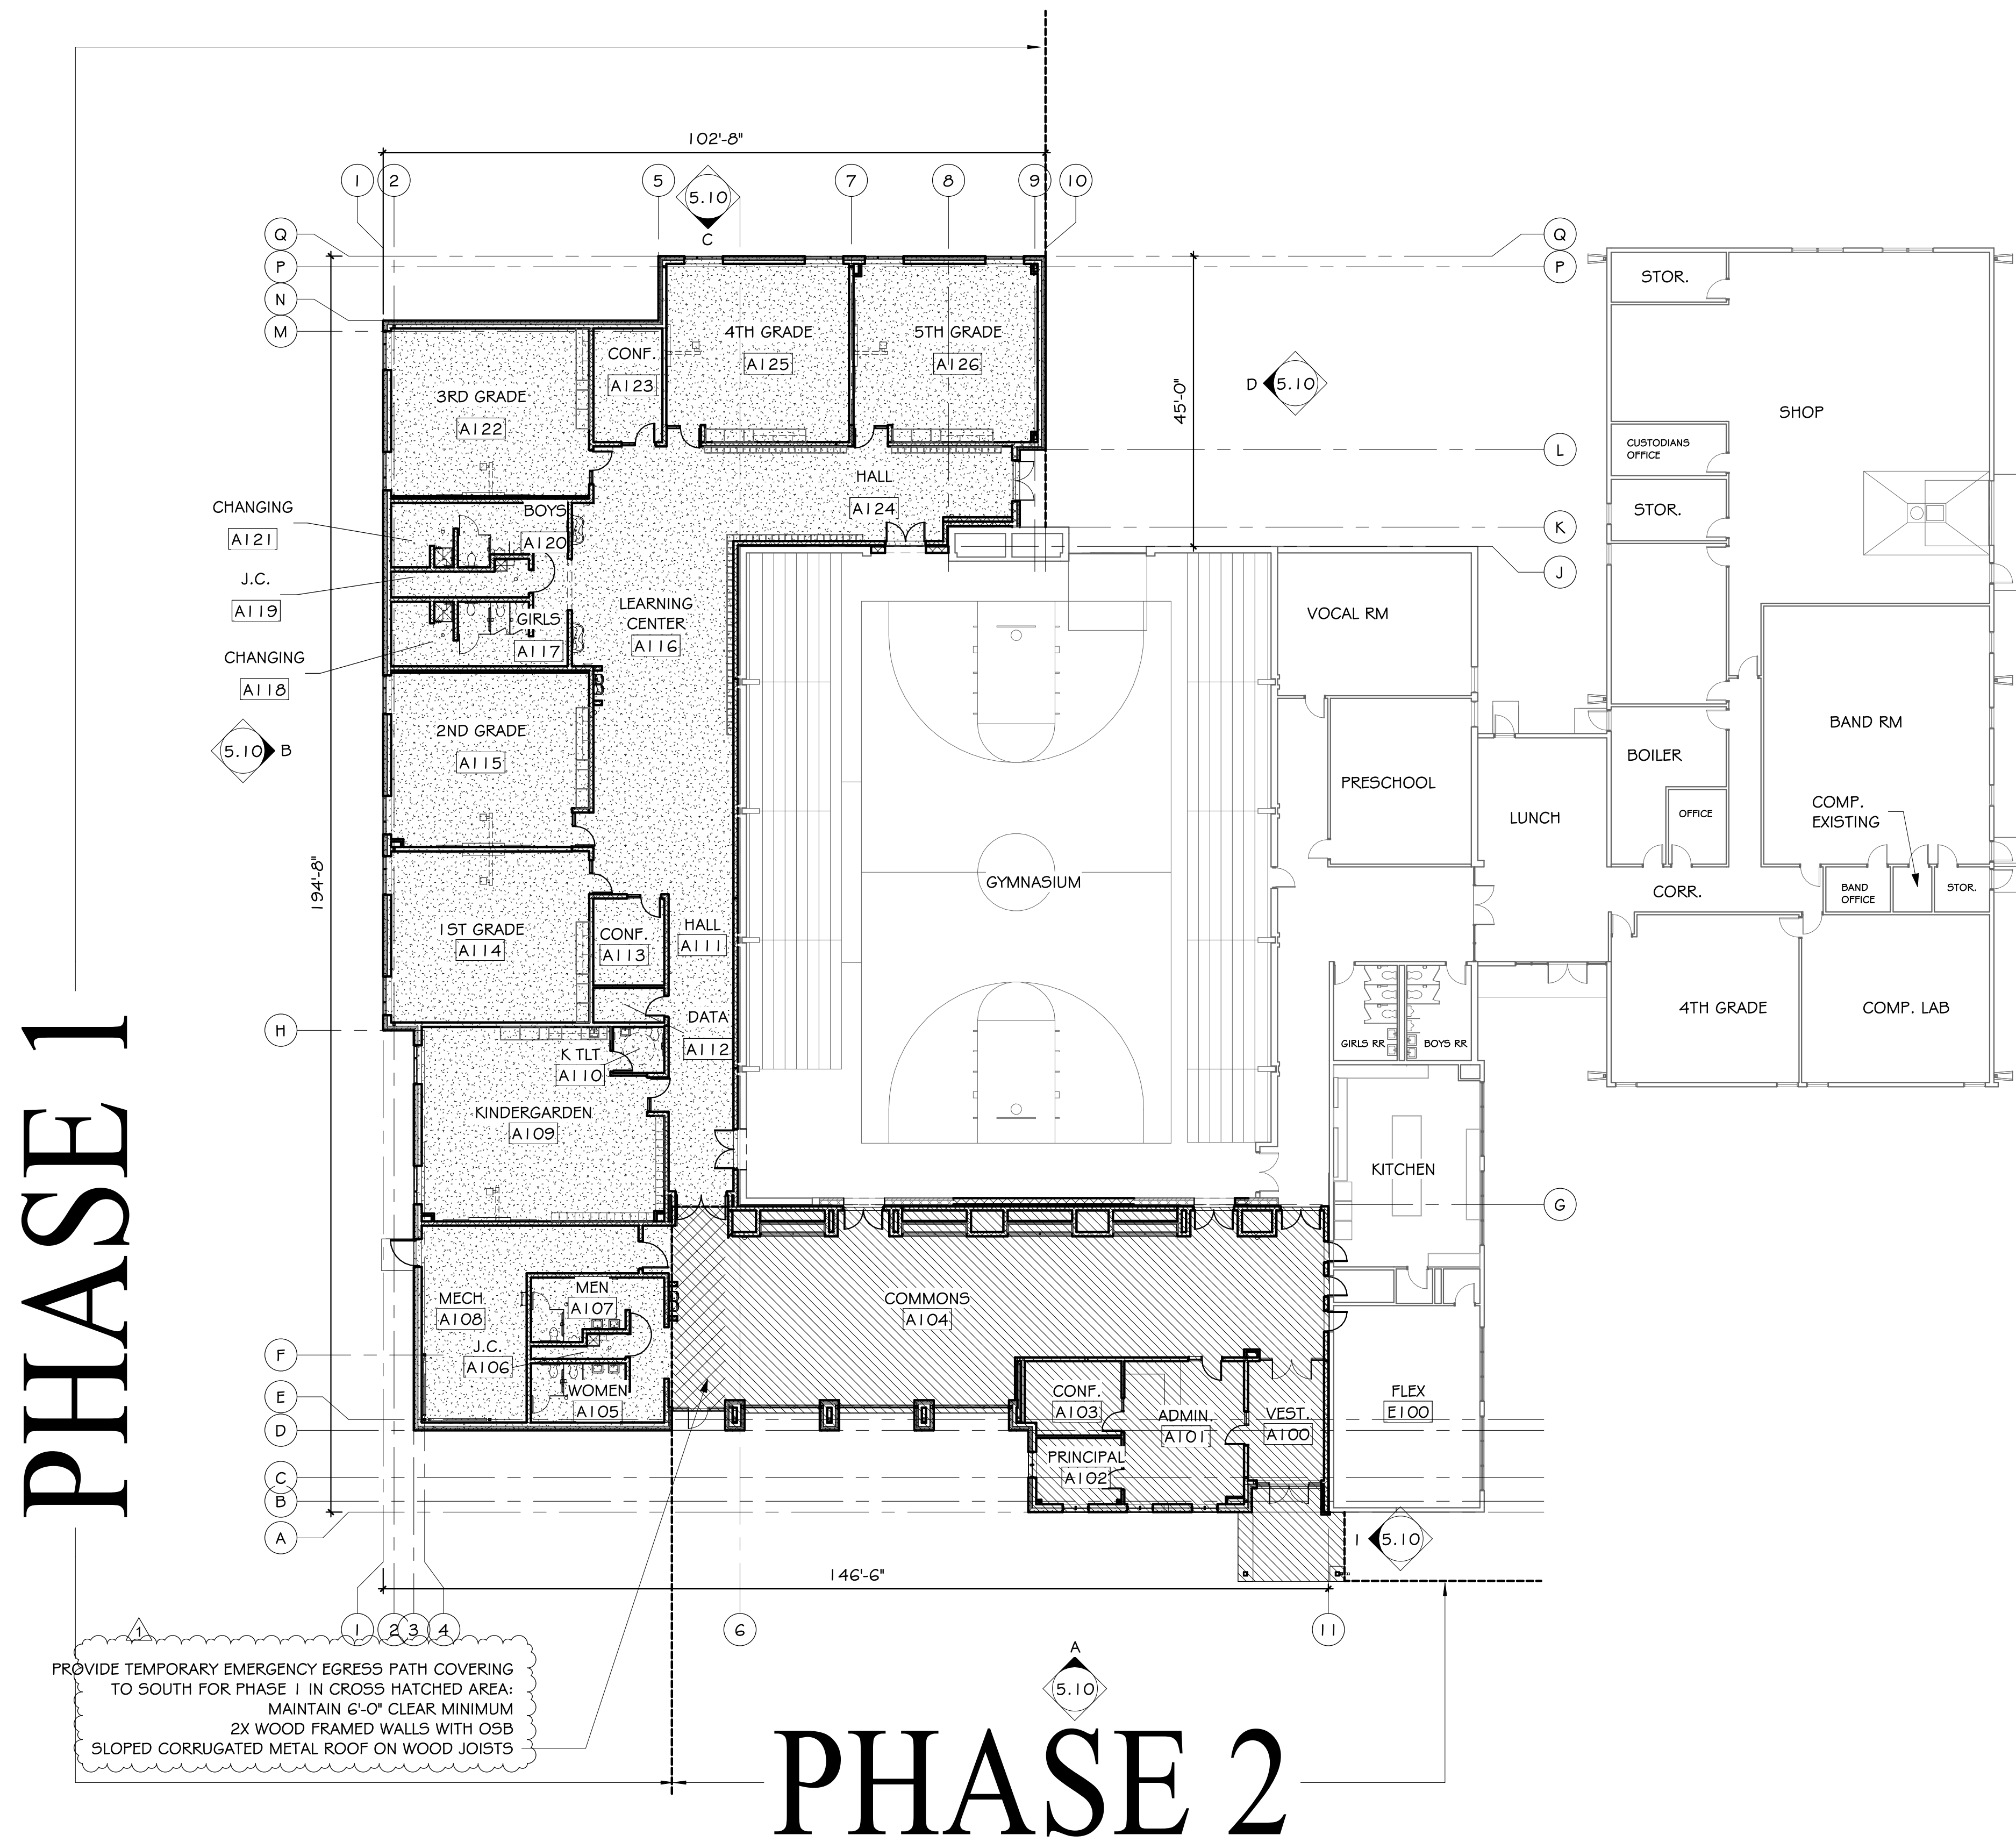 102'-8"
1
2
5
7
8
9
10
5.10
C
Q
P
N
M
Q
P
STOR.
4TH GRADE
A125
5TH GRADE
A126
CONF.
A123
3RD GRADE
A122
D
5.10
45'-0"
SHOP
CUSTODIANS
OFFICE
L
HALL
A124
STOR.
CHANGING
A121
BOYS
A120
K
J
J.C.
A119
LEARNING
CENTER
A116
GIRLS
A117
VOCAL RM
CHANGING
A118
2ND GRADE
A115
5.10
B
BAND RM
BOILER
PRESCHOOL
COMP.
EXISTING
OFFICE
LUNCH
194'-8"
GYMNASIUM
CORR.
BAND
OFFICE
STOR.
1ST GRADE
A114
CONF.
A113
HALL
A111
4TH GRADE
COMP. LAB
H
DATA
A112
GIRLS RR
BOYS RR
K TLT
A110
KINDERGARDEN
A109
KITCHEN
G
PHASE 1
MEN
A107
MECH
A108
COMMONS
A104
J.C.
A106
F
E
D
C
B
A
WOMEN
A105
CONF.
A103
ADMIN.
A101
VEST.
A100
FLEX
E100
PRINCIPAL
A102
1
5.10
146'-6"
1
2
3
4
6
11
1
PROVIDE TEMPORARY EMERGENCY EGRESS PATH COVERING
TO SOUTH FOR PHASE 1 IN CROSS HATCHED AREA:
MAINTAIN 6'-0" CLEAR MINIMUM
2X WOOD FRAMED WALLS WITH OSB
SLOPED CORRUGATED METAL ROOF ON WOOD JOISTS
A
5.10
PHASE 2